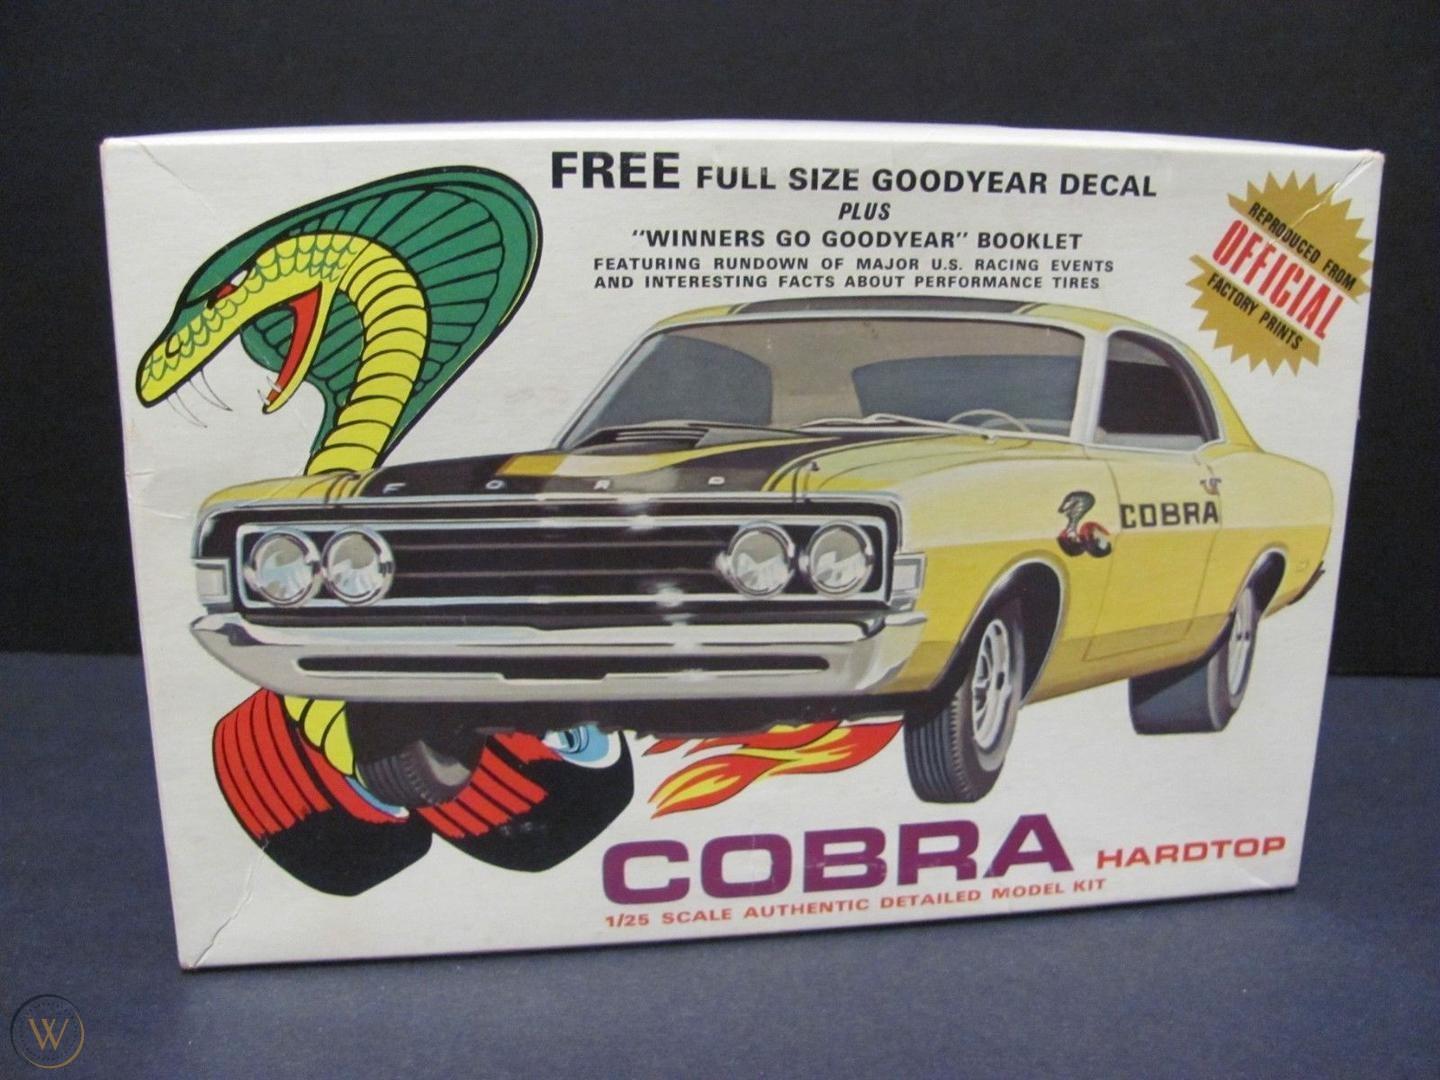 FREE FULL SIZE GOODYEAR DECAL
PLUS
"WINNERS GO GOODYEAR" BOOKLET
FEATURING RUNDOWN OF MAJOR U.S. RACING EVENTS
AND INTERESTING FACTS ABOUT PERFORMANCE TIRES
REPRODUCED FROM
OFFICIAL
FACTORY PRINTS
FORD
COBRA
COBRA HARDTOP
1/25 SCALE AUTHENTIC DETAILED MODEL KIT
W